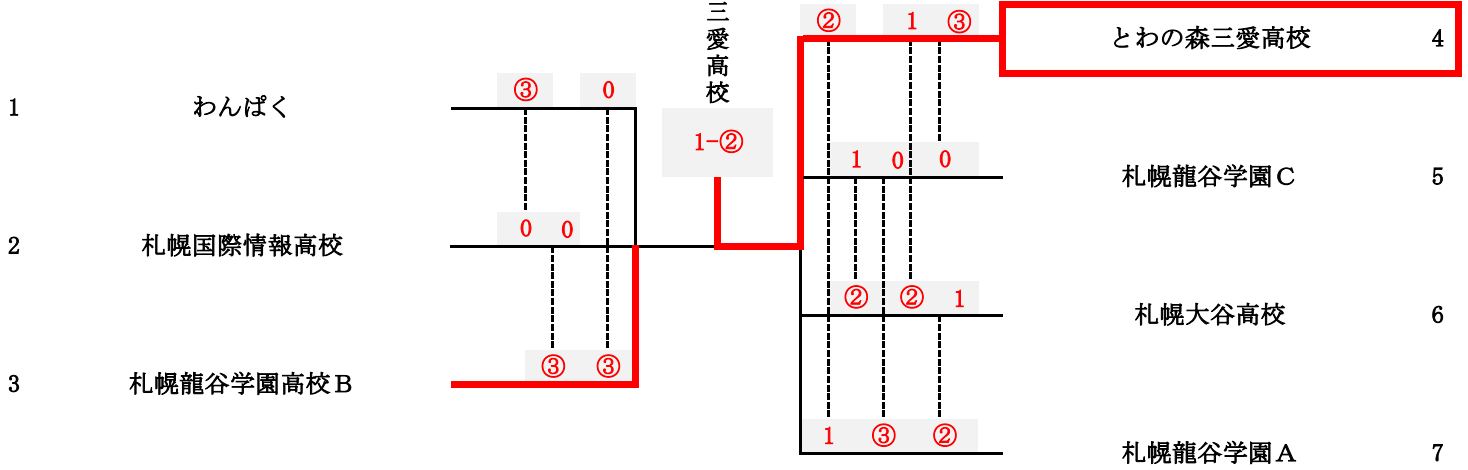 三愛高校
② 1 ③
とわの森三愛高校 4
③ 0
1 わんぱく
1-②
1 0 0
札幌龍谷学園C 5
0 0
2 札幌国際情報高校
② ② 1
札幌大谷高校 6
③ ③
3 札幌龍谷学園高校B
1 ③ ②
札幌龍谷学園A 7